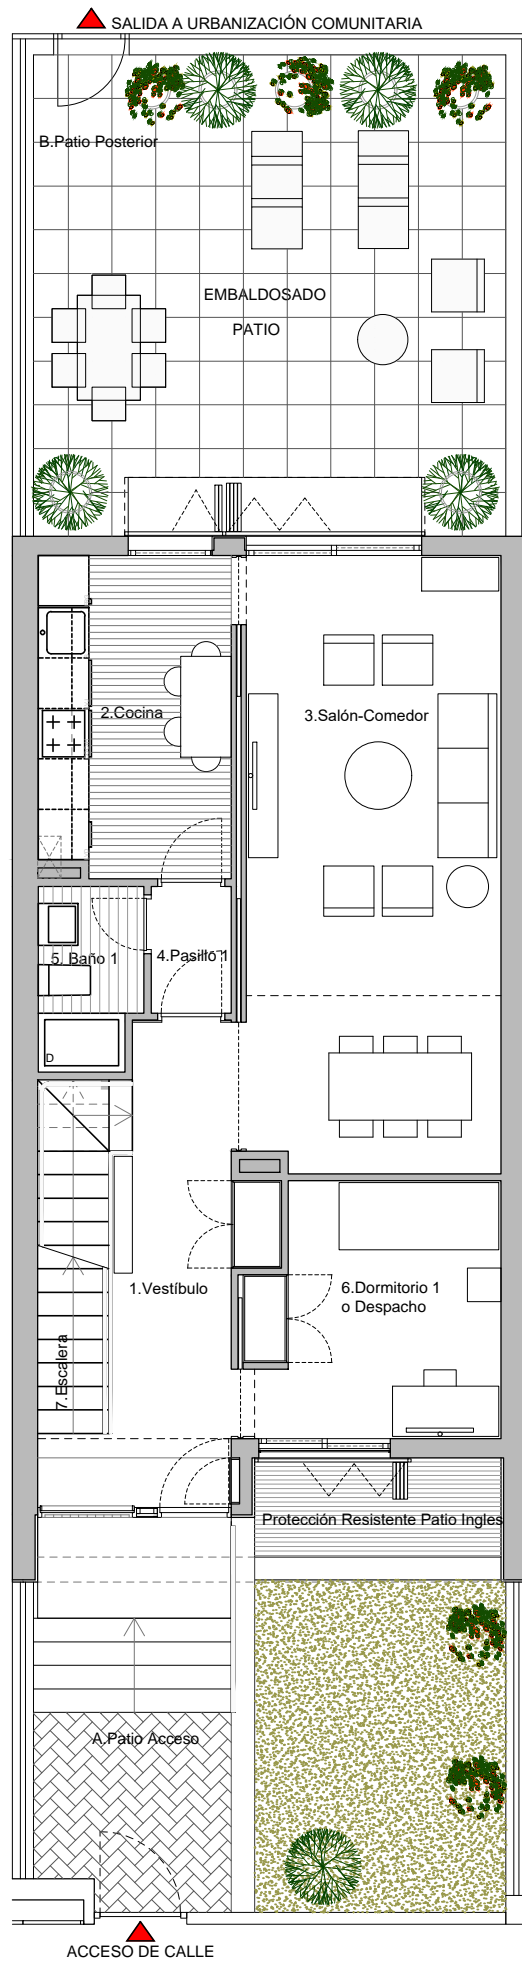 SALIDA A URBANIZACIÓN COMUNITARIA
B.Patio Posterior
EMBALDOSADO
PATIO
2.Cocina
3.Salón-Comedor
5. Baño 1
4.Pasillo 1
D
1.Vestíbulo
6.Dormitorio 1
o Despacho
7.Escalera
Protección Resistente Patio Ingles
A.Patio Acceso
ACCESO DE CALLE